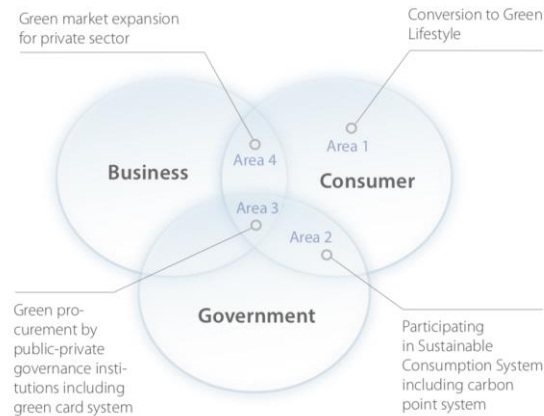 Green market expansion
for private sector
Conversion to Green
Lifestyle
Area 1
Area 4
Business
Consumer
Area 3
Area 2
Government
Green pro-
curement by
public-private
governance insti-
tutions including
green card system
Participating
in Sustainable
Consumption System
including carbon
point system